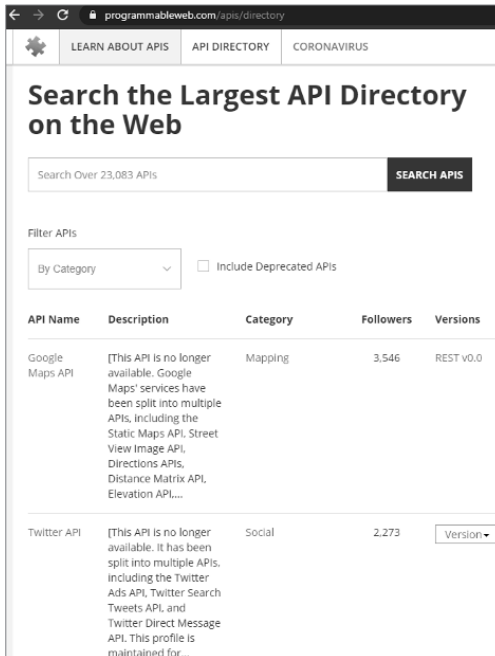 programmableweb.com/apis/directory
LEARN ABOUT APIS API DIRECTORY CORONAVIRUS
Search the Largest API Directory
on the Web
Search Over 23,083 APIs SEARCH APIS
Filter APIs
By Category Include Deprecated APIs
API Name Description Category Followers Versions
Google [This API is no longer Mapping 3,546 REST v0.0
Maps API available. Google
Maps' services have
been split into multiple
APIs, including the
Static Maps API, Street
View Image API,
Directions APIs,
Distance Matrix API,
Elevation API,...
Twitter API [This API is no longer Social 2,273 Version
available. It has been
split into multiple APIs,
including the Twitter
Ads API, Twitter Search
Tweets API, and
Twitter Direct Message
API. This profile is
maintained for...